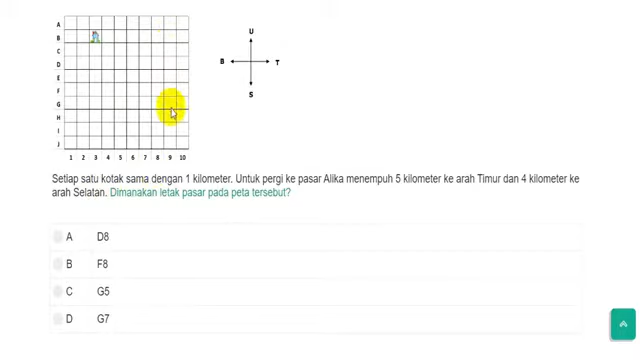 A
B
C
D
E
F
G
H
I
J
1 2 3 4 5 6 7 8 9 10
U
B T
S
Setiap satu kotak sama dengan 1 kilometer. Untuk pergi ke pasar Alika menempuh 5 kilometer ke arah Timur dan 4 kilometer ke
arah Selatan. Dimanakan letak pasar pada peta tersebut?
A D8
B F8
C G5
D G7